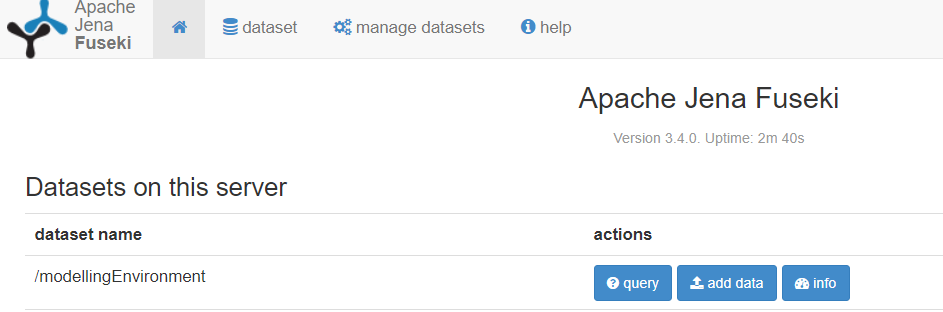 Apache
Jena
Fuseki
dataset
manage datasets
help
Apache Jena Fuseki
Version 3.4.0. Uptime: 2m 40s
Datasets on this server
dataset name actions
/modellingEnvironment query add data info